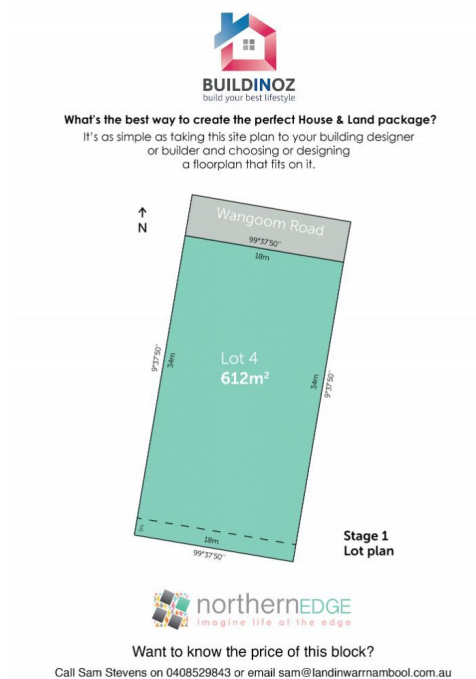 BUILDINOZ
build your best lifestyle
What's the best way to create the perfect House & Land package?
It's as simple as taking this site plan to your building designer
or builder and choosing or designing
a floorplan that fits on it.
N
Wangoom Road
99°37'50"
18m
9°37'50"
34m
Lot 4
612m²
34m
9°37'50"
18m
99°37'50"
Stage 1
Lot plan
northernEDGE
imagine life at the edge
Want to know the price of this block?
Call Sam Stevens on 0408529843 or email sam@landinwarrnambool.com.au